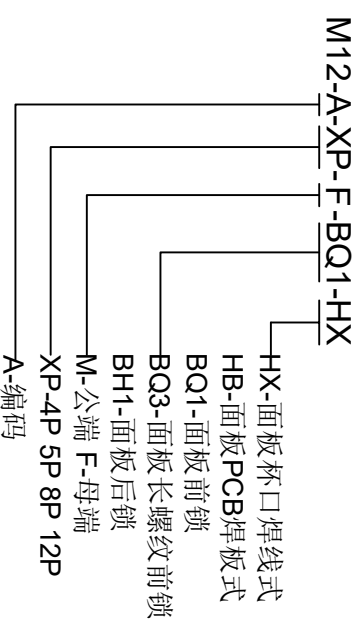 M12-A-XP-F-BQ1-HX
HX-面板杯口焊线式
HB-面板PCB焊板式
BQ1-面板前锁
BQ3-面板长螺纹前锁
BH1-面板后锁
M-公端 F-母端
XP-4P 5P 8P 12P
A-编码